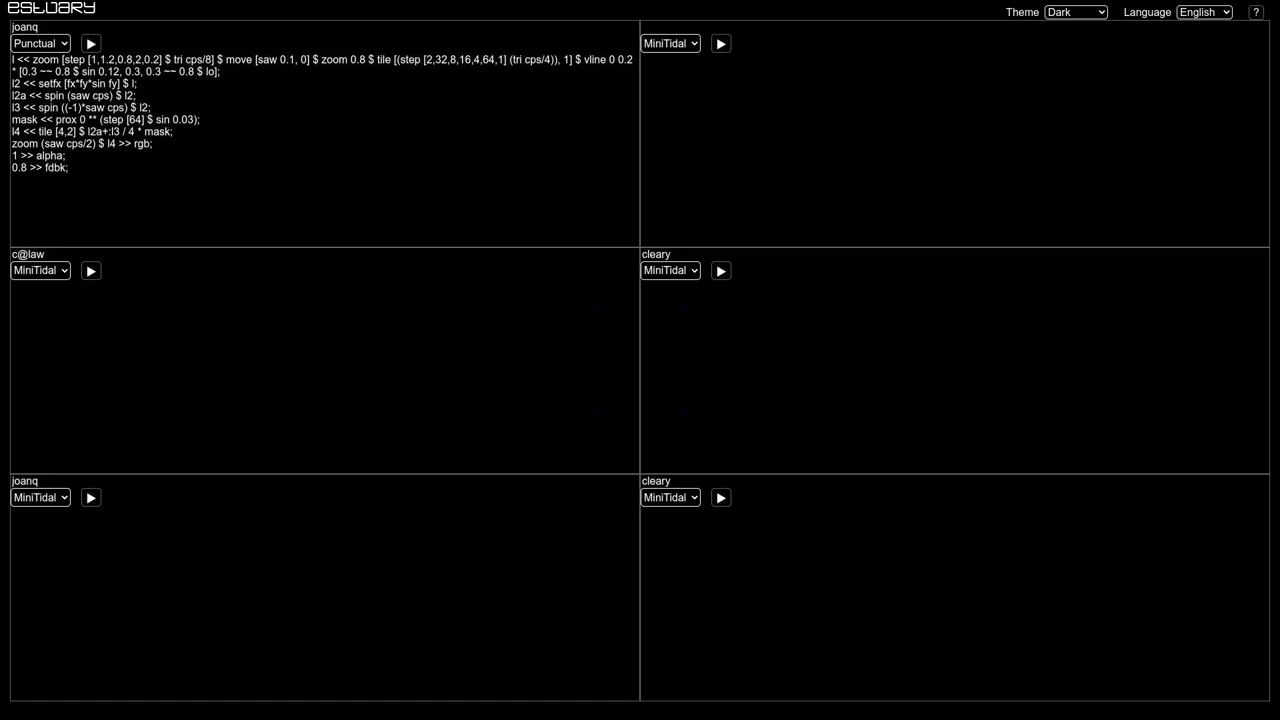 estuary
Theme Dark Language English ?
joanq
Punctual
l << zoom [step [1,1.2,0.8,2,0.2] $ tri cps/8] $ move [saw 0.1, 0] $ zoom 0.8 $ tile [(step [2,32,8,16,4,64,1] (tri cps/4)), 1] $ vline 0 0.2
* [0.3 ~~ 0.8 $ sin 0.12, 0.3, 0.3 ~~ 0.8 $ lo];
l2 << setfx [fx*fy*sin fy] $ l;
l2a << spin (saw cps) $ l2;
l3 << spin ((-1)*saw cps) $ l2;
mask << prox 0 ** (step [64] $ sin 0.03);
l4 << tile [4,2] $ l2a+:l3 / 4 * mask;
zoom (saw cps/2) $ l4 >> rgb;
1 >> alpha;
0.8 >> fdbk;
MiniTidal
c@law
MiniTidal
cleary
MiniTidal
joanq
MiniTidal
cleary
MiniTidal